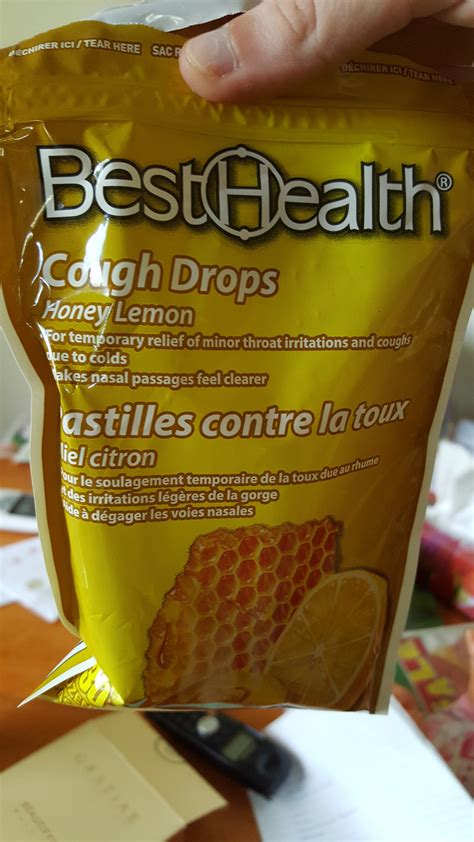 DÉCHIRER ICI / TEAR HERE SAC R
DÉCHIRER ICI / TEAR HERE
BestHealth®
Cough Drops
Honey Lemon
For temporary relief of minor throat irritations and coughs
due to colds
akes nasal passages feel clearer
astilles contre la toux
iel citron
our le soulagement temporaire de la toux due au rhume
t des irritations légères de la gorge
ide à dégager les voies nasales